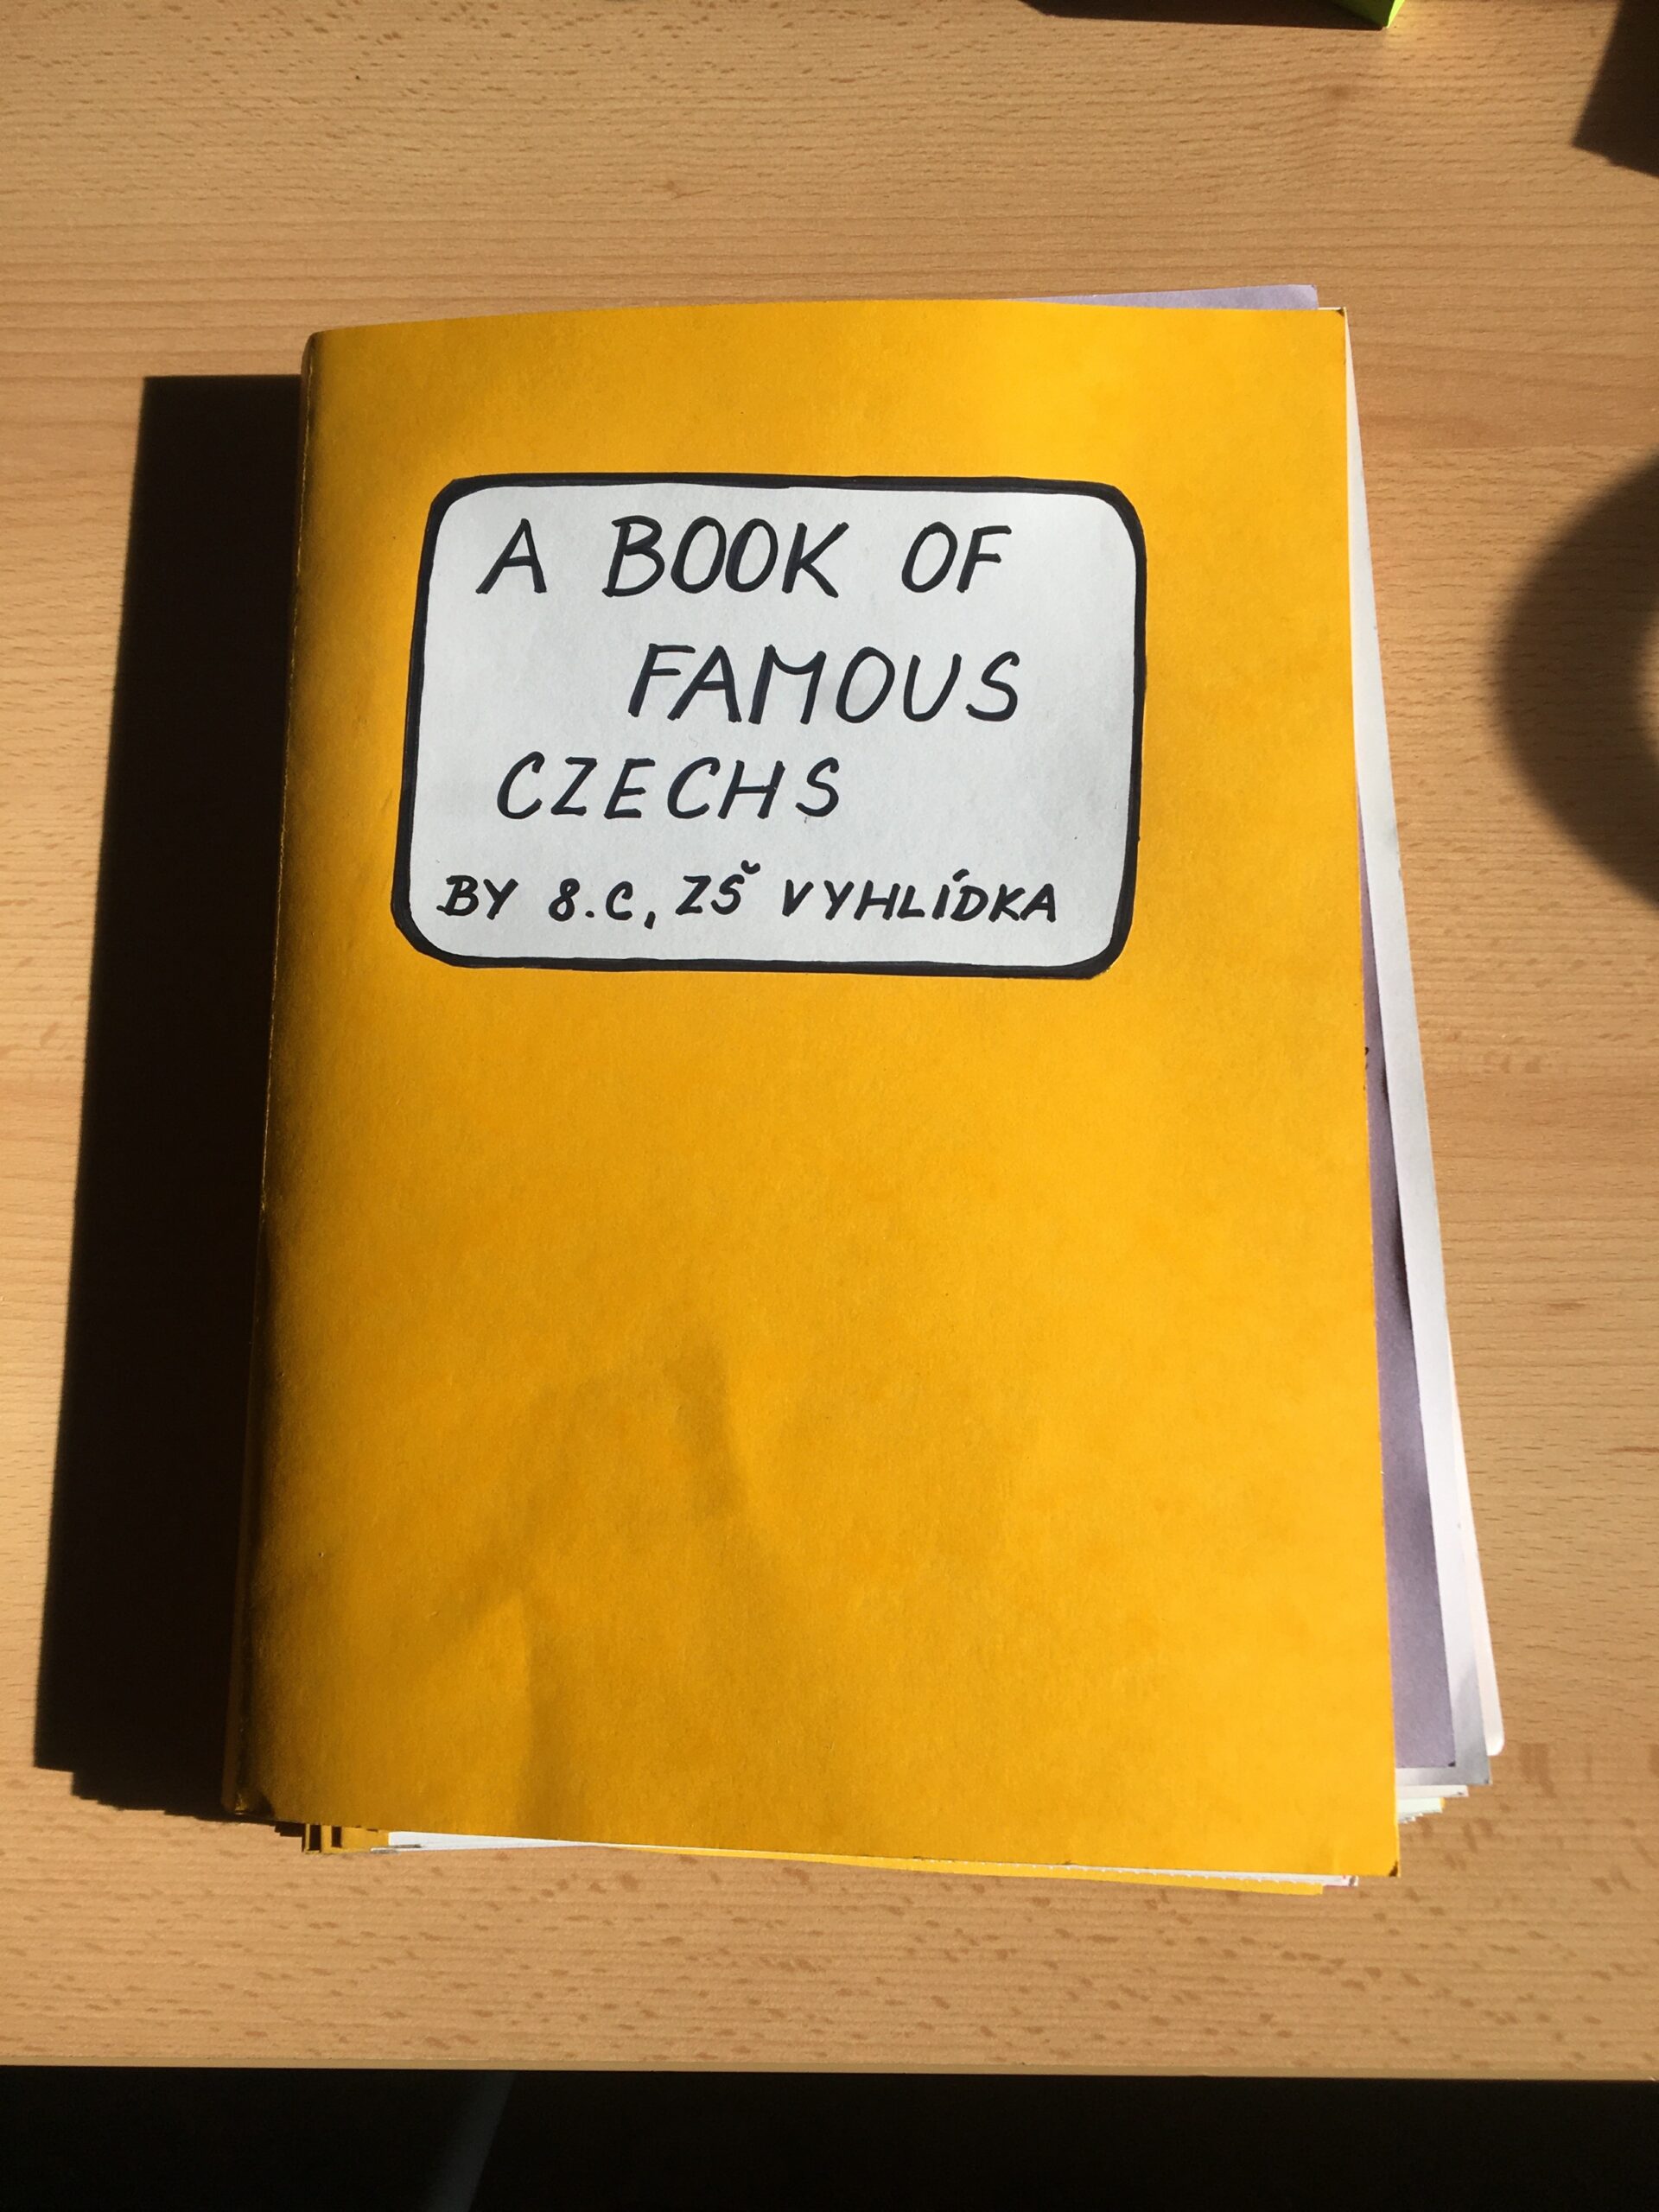 A BOOK OF
FAMOUS
CZECHS
BY 8.C, ZŠ VYHLÍDKA